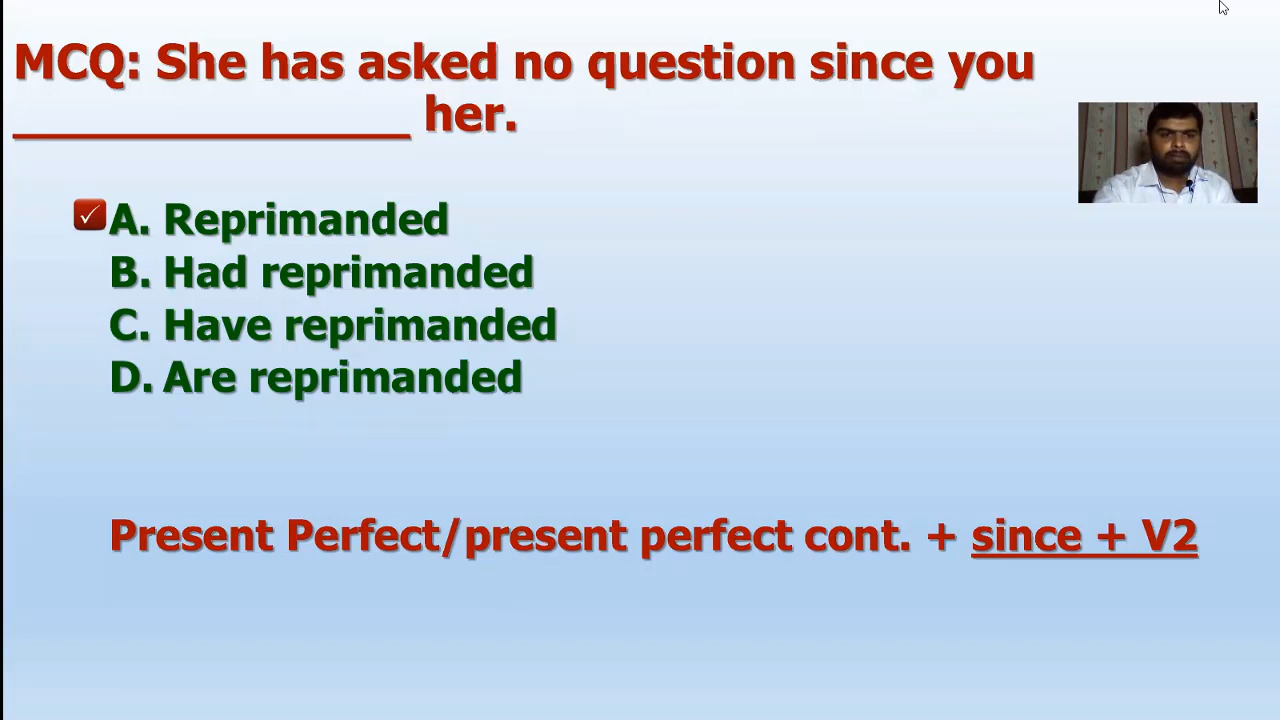 MCQ: She has asked no question since you
_______________ her.
A. Reprimanded
B. Had reprimanded
C. Have reprimanded
D. Are reprimanded
Present Perfect/present perfect cont. + since + V2